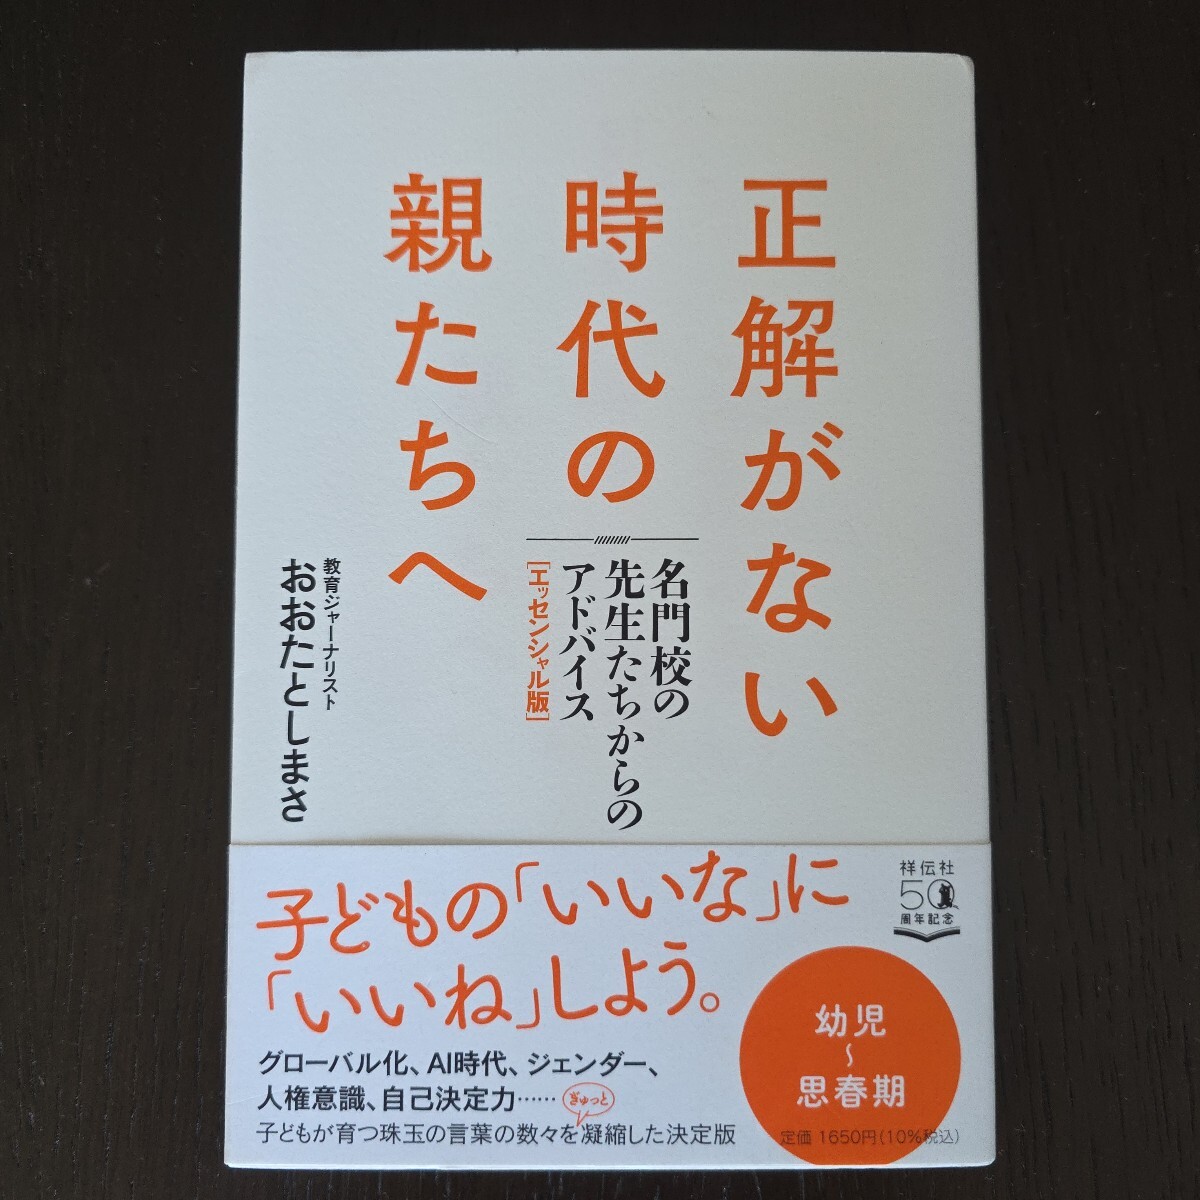 正解がない
時代の
親たちへ
名門校の
先生たちからの
アドバイス
[エッセンシャル版]
教育ジャーナリスト
おおたとしまさ
子どもの「いいな」に
「いいね」しよう。
グローバル化、AI時代、ジェンダー、
人権意識、自己決定力……
ぎゅっと
子どもが育つ珠玉の言葉の数々を凝縮した決定版
祥伝社
50
周年記念
幼児
〜
思春期
定価 1650円(10%税込)